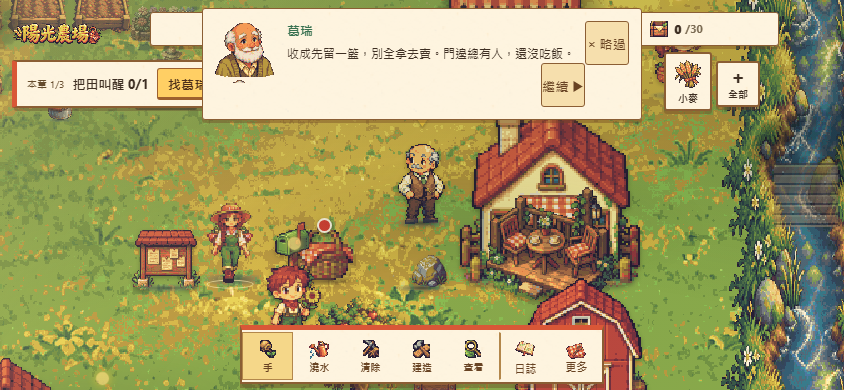 陽光農場
葛瑞
收成先留一籃，別全拿去賣。門邊總有人，還沒吃飯。
× 略過
繼續 ▶
0 /30
本章 1/3 把田叫醒 0/1
找葛瑞
小麥
+
全部
手
澆水
清除
建造
查看
日誌
更多